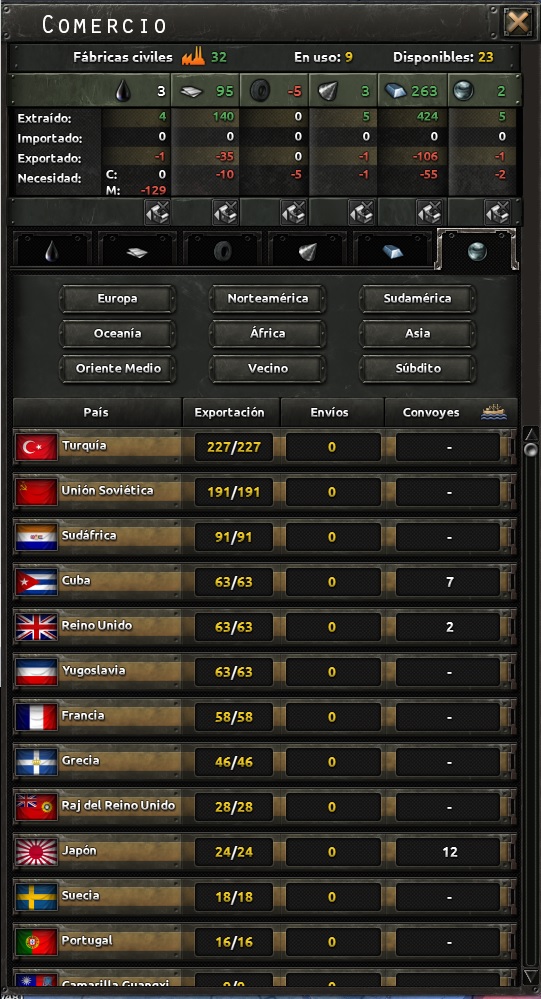 Comercio
Fábricas civiles 32 En uso: 9 Disponibles: 23
3 95 -5 3 263 2
Extraído: 4 140 0 5 424 5
Importado: 0 0 0 0 0 0
Exportado: -1 -35 0 -1 -106 -1
Necesidad: C: 0 -10 -5 -1 -55 -2
M: -129
Europa Norteamérica Sudamérica
Oceanía África Asia
Oriente Medio Vecino Súbdito
País Exportación Envíos Convoyes
Turquía 227/227 0 -
Unión Soviética 191/191 0 -
Sudáfrica 91/91 0 -
Cuba 63/63 0 7
Reino Unido 63/63 0 2
Yugoslavia 63/63 0 -
Francia 58/58 0 -
Grecia 46/46 0 -
Raj del Reino Unido 28/28 0 -
Japón 24/24 0 12
Suecia 18/18 0 -
Portugal 16/16 0 -
Camarilla Guangxi